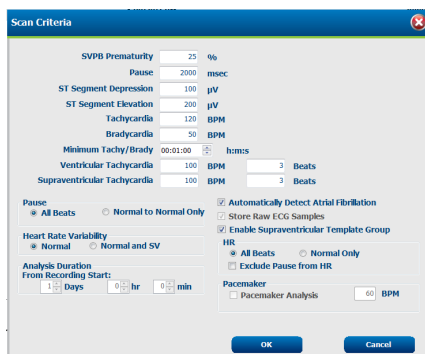 Scan Criteria
SVPB Prematurity 25 %
Pause 2000 msec
ST Segment Depression 100 µV
ST Segment Elevation 200 µV
Tachycardia 120 BPM
Bradycardia 50 BPM
Minimum Tachy/Brady 00:01:00 h:m:s
Ventricular Tachycardia 100 BPM 3 Beats
Supraventricular Tachycardia 100 BPM 3 Beats
Pause
All Beats Normal to Normal Only
Heart Rate Variability
Normal Normal and SV
Analysis Duration
From Recording Start:
1 Days 0 hr 0 min
Automatically Detect Atrial Fibrillation
Store Raw ECG Samples
Enable Supraventricular Template Group
HR
All Beats Normal Only
Exclude Pause from HR
Pacemaker
Pacemaker Analysis 60 BPM
OK Cancel